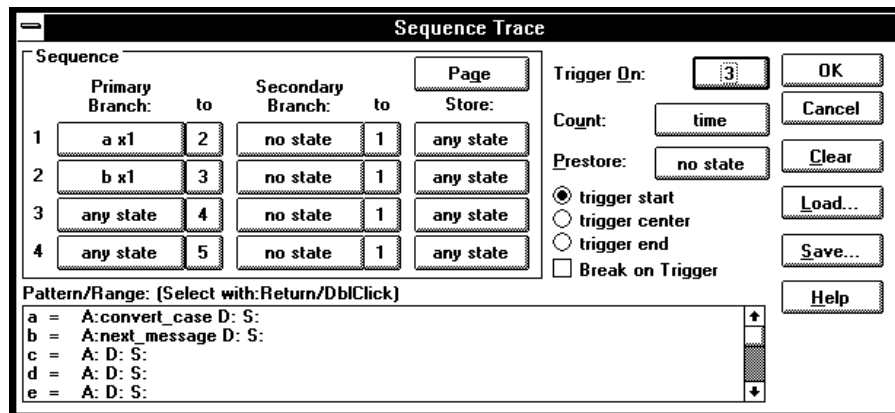 Sequence Trace
Sequence
Page
Primary Branch: to Secondary Branch: to Store:
1 a x1 2 no state 1 any state
2 b x1 3 no state 1 any state
3 any state 4 no state 1 any state
4 any state 5 no state 1 any state
Trigger On: 3
Count: time
Prestore: no state
trigger start
trigger center
trigger end
Break on Trigger
OK
Cancel
Clear
Load...
Save...
Help
Pattern/Range: (Select with:Return/DblClick)
a = A:convert_case D: S:
b = A:next_message D: S:
c = A: D: S:
d = A: D: S:
e = A: D: S: